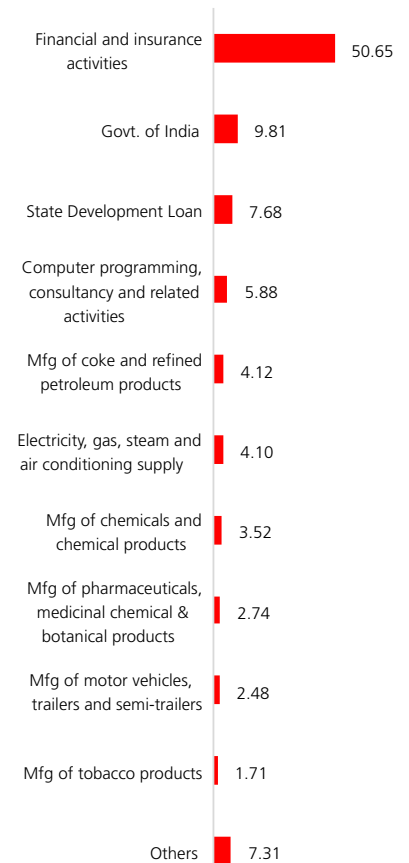 Financial and insurance
activities
50.65
Govt. of India
9.81
State Development Loan
7.68
Computer programming,
consultancy and related
activities
5.88
Mfg of coke and refined
petroleum products
4.12
Electricity, gas, steam and
air conditioning supply
4.10
Mfg of chemicals and
chemical products
3.52
Mfg of pharmaceuticals,
medicinal chemical &
botanical products
2.74
Mfg of motor vehicles,
trailers and semi-trailers
2.48
Mfg of tobacco products
1.71
Others
7.31